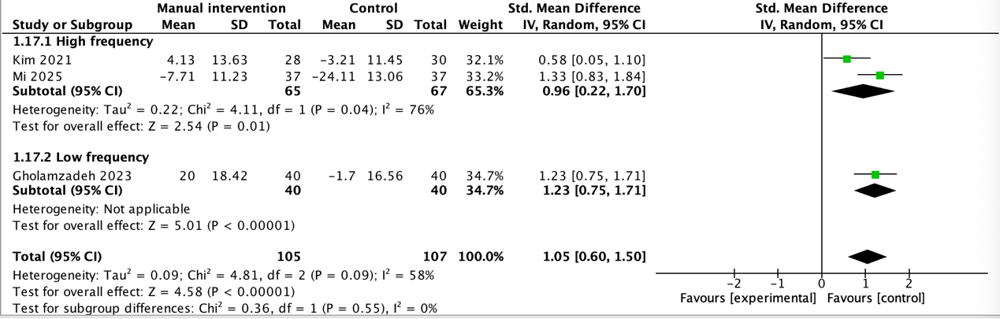 Manual intervention Control Std. Mean Difference Std. Mean Difference
Study or Subgroup Mean SD Total Mean SD Total Weight IV, Random, 95% CI IV, Random, 95% CI
1.17.1 High frequency
Kim 2021 4.13 13.63 28 −3.21 11.45 30 32.1% 0.58 [0.05, 1.10]
Mi 2025 −7.71 11.23 37 −24.11 13.06 37 33.2% 1.33 [0.83, 1.84]
Subtotal (95% CI) 65 67 65.3% 0.96 [0.22, 1.70]
Heterogeneity: Tau² = 0.22; Chi² = 4.11, df = 1 (P = 0.04); I² = 76%
Test for overall effect: Z = 2.54 (P = 0.01)
1.17.2 Low frequency
Gholamzadeh 2023 20 18.42 40 −1.7 16.56 40 34.7% 1.23 [0.75, 1.71]
Subtotal (95% CI) 40 40 34.7% 1.23 [0.75, 1.71]
Heterogeneity: Not applicable
Test for overall effect: Z = 5.01 (P < 0.00001)
Total (95% CI) 105 107 100.0% 1.05 [0.60, 1.50]
Heterogeneity: Tau² = 0.09; Chi² = 4.81, df = 2 (P = 0.09); I² = 58%
Test for overall effect: Z = 4.58 (P < 0.00001)
Test for subgroup differences: Chi² = 0.36, df = 1 (P = 0.55), I² = 0%
−2 −1 0 1 2
Favours [experimental] Favours [control]